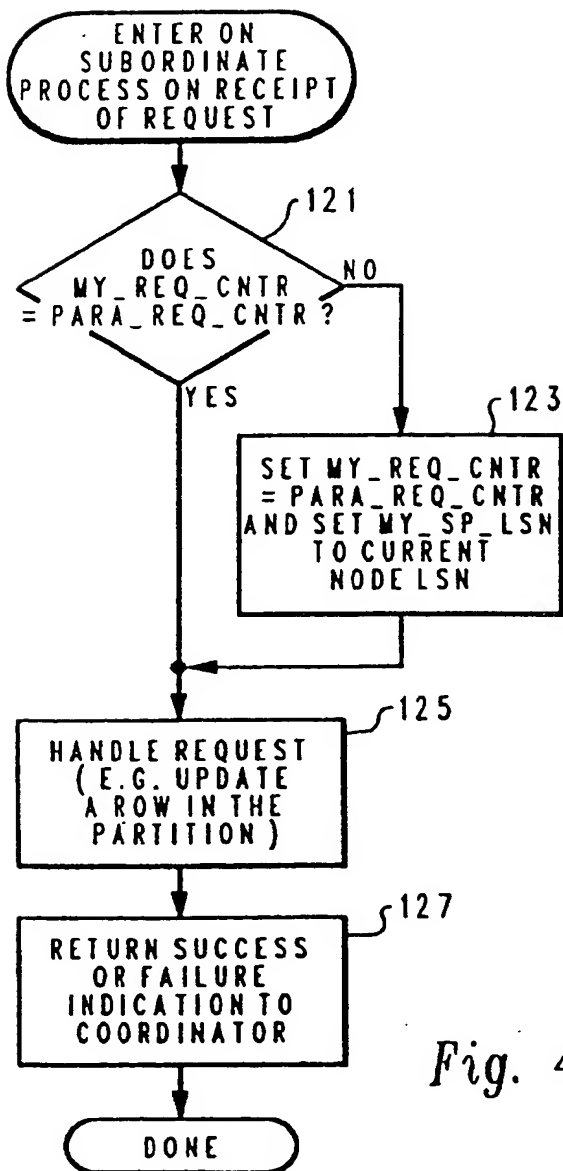 ENTER ON
SUBORDINATE
PROCESS ON RECEIPT
OF REQUEST
121
DOES
MY_REQ_CNTR
= PARA_REQ_CNTR ?
NO
YES
123
SET MY_REQ_CNTR
= PARA_REQ_CNTR
AND SET MY_SP_LSN
TO CURRENT
NODE LSN
125
HANDLE REQUEST
( E.G. UPDATE
A ROW IN THE
PARTITION )
127
RETURN SUCCESS
OR FAILURE
INDICATION TO
COORDINATOR
Fig. 4
DONE